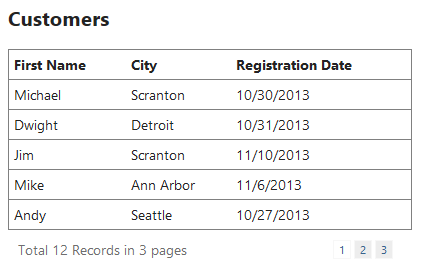 Customers
First Name City Registration Date
Michael Scranton 10/30/2013
Dwight Detroit 10/31/2013
Jim Scranton 11/10/2013
Mike Ann Arbor 11/6/2013
Andy Seattle 10/27/2013
Total 12 Records in 3 pages 1 2 3